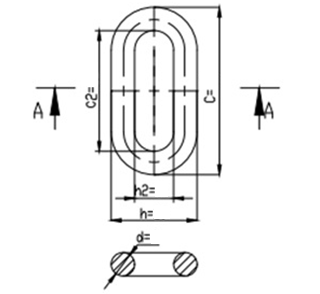 c2=
C=
A
A
h2=
h=
d=